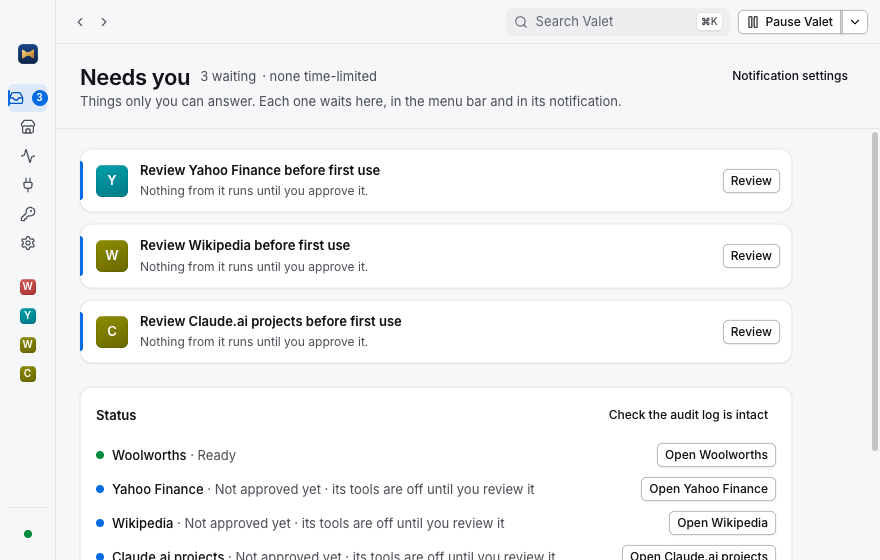 Search Valet
⌘K
Pause Valet
Needs you
3 waiting · none time-limited
Notification settings
Things only you can answer. Each one waits here, in the menu bar and in its notification.
3
Y
Review Yahoo Finance before first use
Nothing from it runs until you approve it.
Review
W
Review Wikipedia before first use
Nothing from it runs until you approve it.
Review
C
Review Claude.ai projects before first use
Nothing from it runs until you approve it.
Review
W
Y
W
C
Status
Check the audit log is intact
Woolworths · Ready
Open Woolworths
Yahoo Finance · Not approved yet · its tools are off until you review it
Open Yahoo Finance
Wikipedia · Not approved yet · its tools are off until you review it
Open Wikipedia
Claude.ai projects · Not approved yet · its tools are off until you review it
Open Claude.ai projects